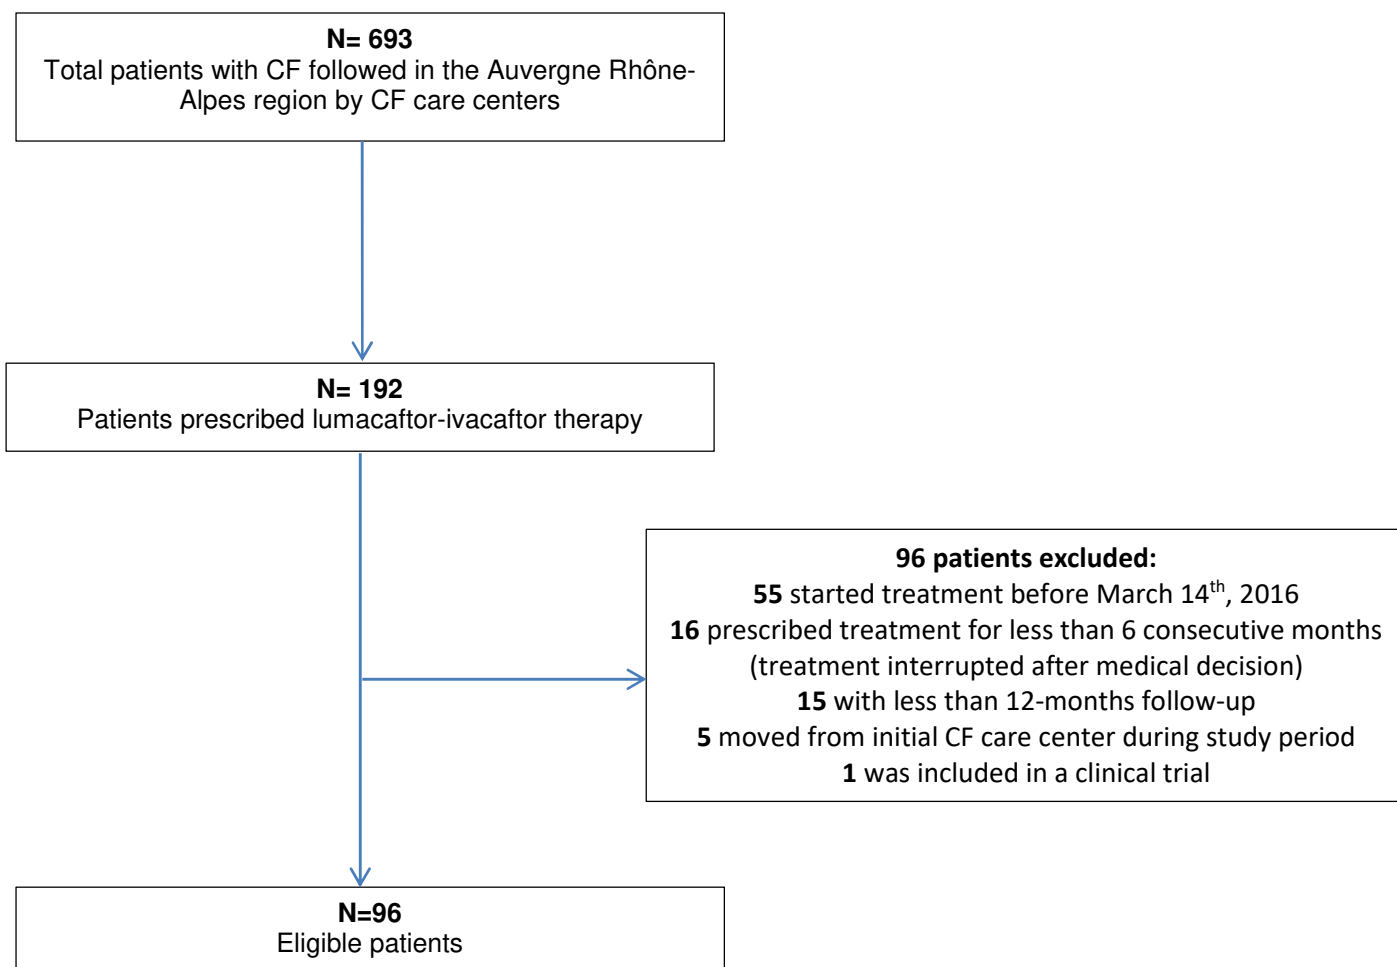 N= 693
Total patients with CF followed in the Auvergne Rhône-
Alpes region by CF care centers
N= 192
Patients prescribed lumacaftor-ivacaftor therapy
96 patients excluded:
55 started treatment before March 14th, 2016
16 prescribed treatment for less than 6 consecutive months
(treatment interrupted after medical decision)
15 with less than 12-months follow-up
5 moved from initial CF care center during study period
1 was included in a clinical trial
N=96
Eligible patients